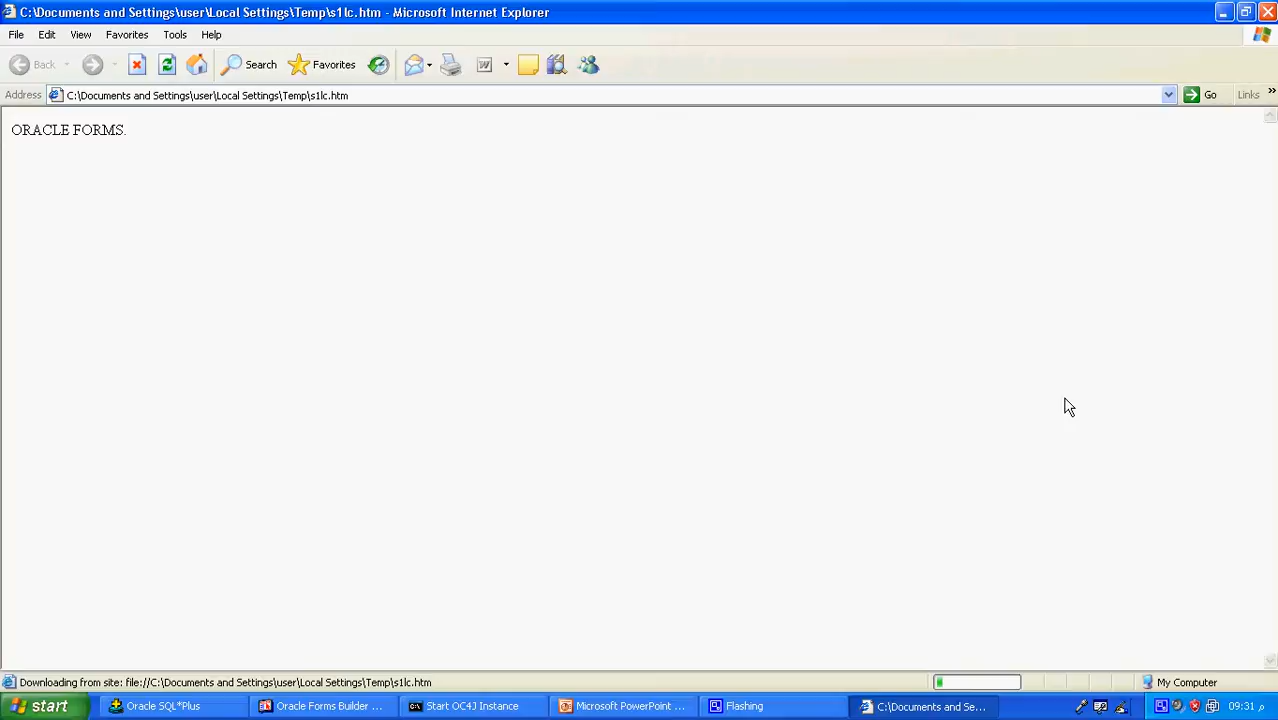 C:\Documents and Settings\user\Local Settings\Temp\s1lc.htm - Microsoft Internet Explorer
File Edit View Favorites Tools Help
Back Search Favorites
Address C:\Documents and Settings\user\Local Settings\Temp\s1lc.htm Go Links »
ORACLE FORMS.
Downloading from site: file://C:\Documents and Settings\user\Local Settings\Temp\s1lc.htm My Computer
start Oracle SQL*Plus Oracle Forms Builder ... Start OC4J Instance Microsoft PowerPoint ... Flashing C:\Documents and Se... 09:31 م